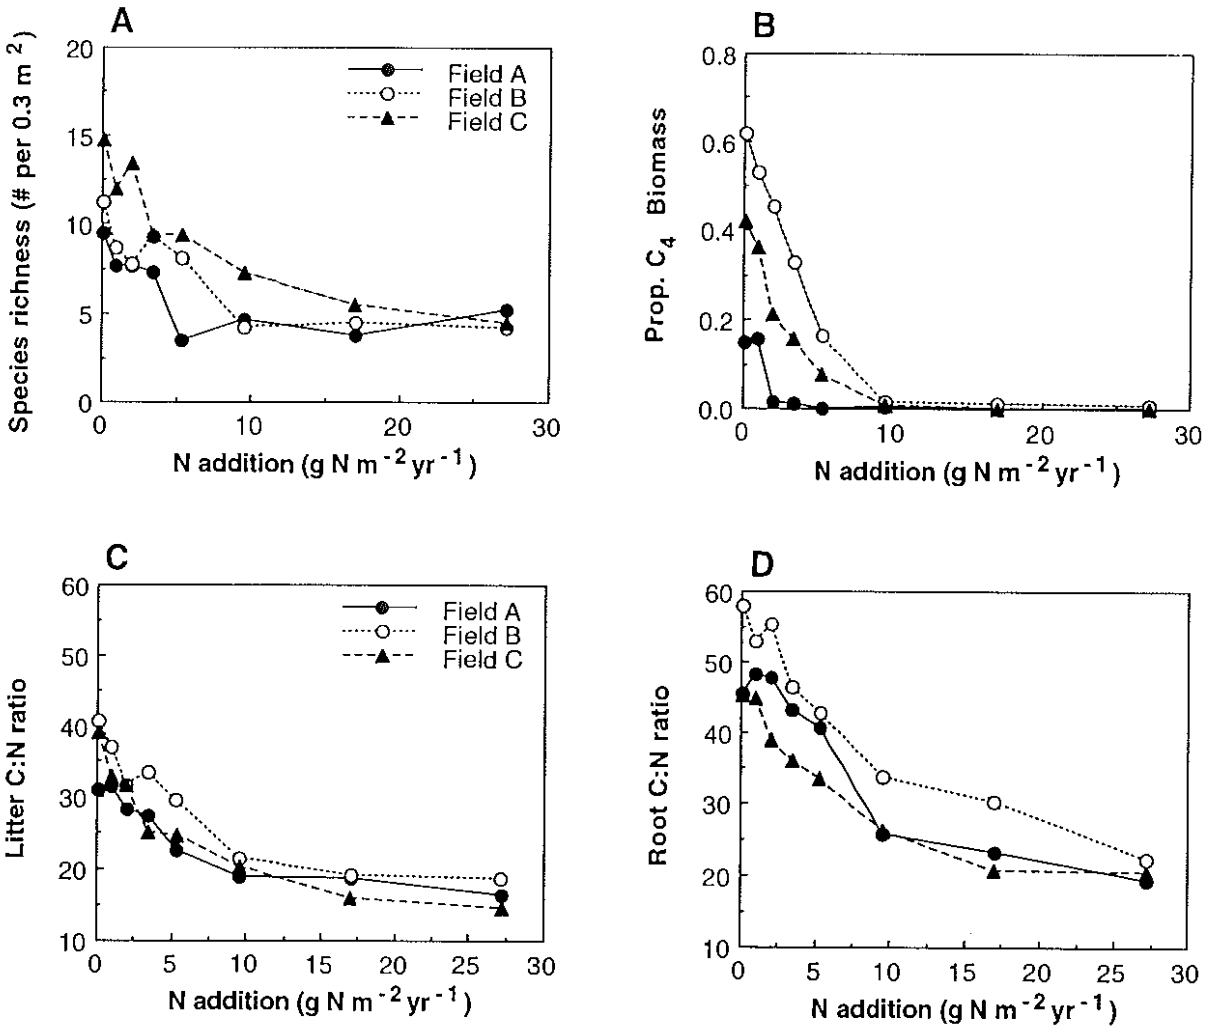 A
Species richness (# per 0.3 m ²)
20
15
10
5
0
Field A
Field B
Field C
0 10 20 30
N addition (g N m⁻² yr⁻¹)
B
Prop. C₄ Biomass
0.8
0.6
0.4
0.2
0.0
0 10 20 30
N addition (g N m⁻² yr⁻¹)
C
Litter C:N ratio
60
50
40
30
20
10
Field A
Field B
Field C
0 5 10 15 20 25 30
N addition (g N m⁻² yr⁻¹)
D
Root C:N ratio
60
50
40
30
20
10
0 5 10 15 20 25 30
N addition (g N m⁻² yr⁻¹)